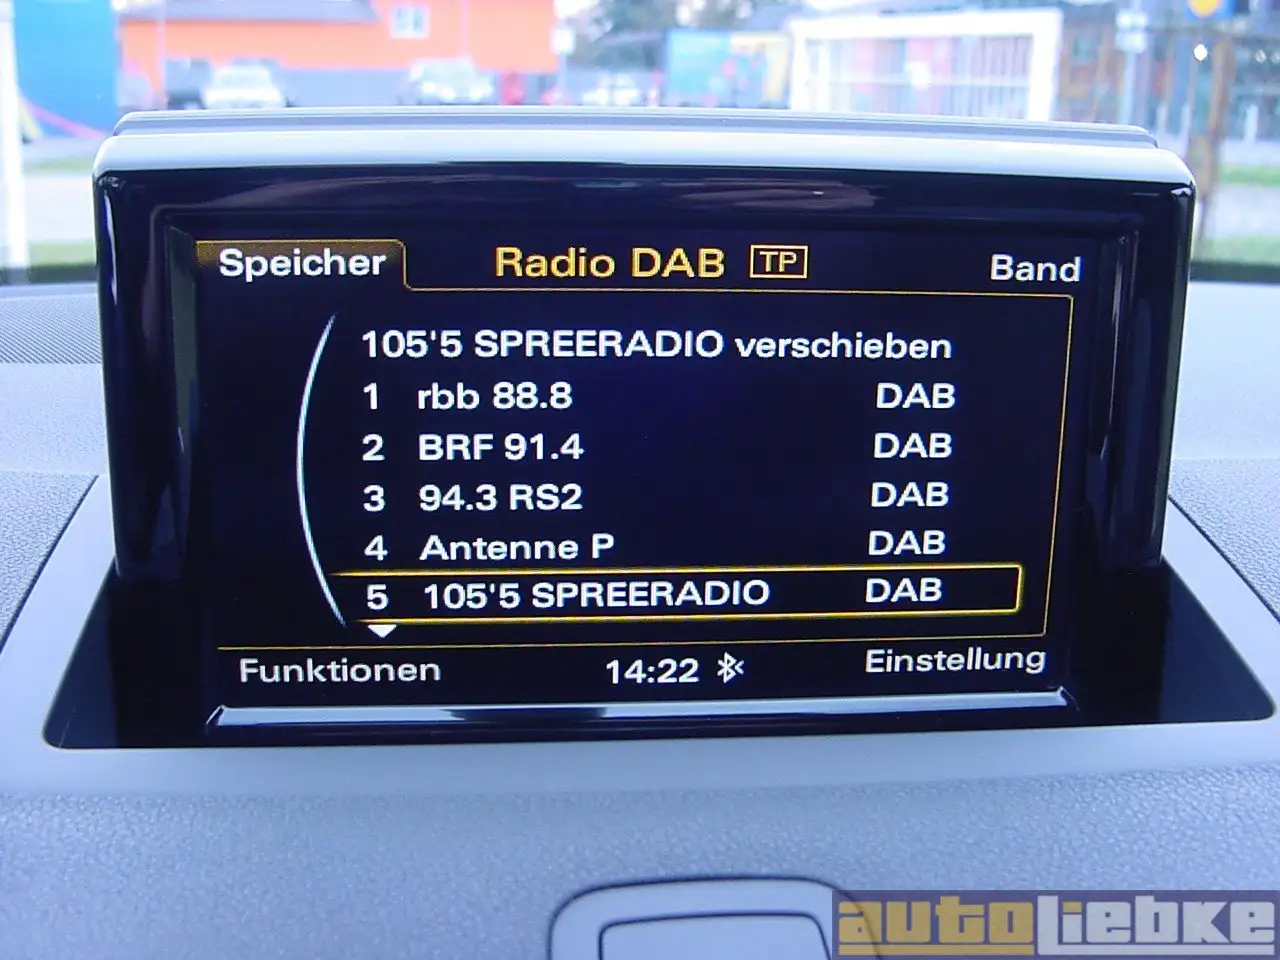 Speicher Radio DAB TP Band
105'5 SPREERADIO verschieben
1 rbb 88.8 DAB
2 BRF 91.4 DAB
3 94.3 RS2 DAB
4 Antenne P DAB
5 105'5 SPREERADIO DAB
Funktionen 14:22 Einstellung
autoLiebke